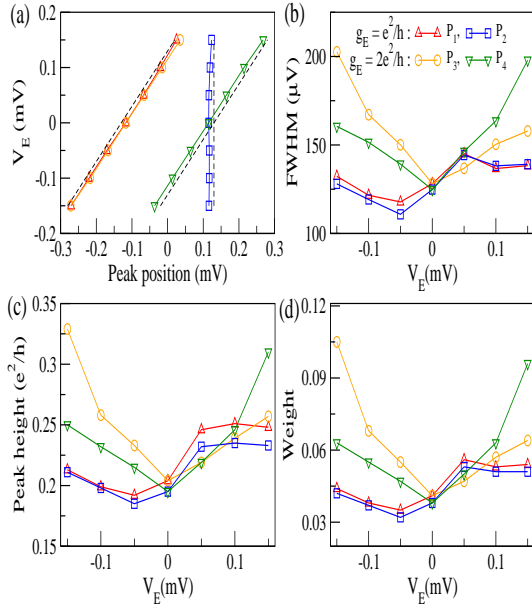 (a)
V_E (mV)
0.2
0.1
0
-0.1
-0.2
-0.3 -0.2 -0.1 0 0.1 0.2 0.3
Peak position (mV)
(b)
g_E = e^2/h : P_1, P_2
g_E = 2e^2/h : P_3, P_4
FWHM (μV)
200
150
100
-0.1 0 0.1
V_E(mV)
(c)
Peak height (e^2/h)
0.35
0.3
0.25
0.2
0.15
-0.1 0 0.1
V_E(mV)
(d)
Weight
0.12
0.09
0.06
0.03
-0.1 0 0.1
V_E(mV)